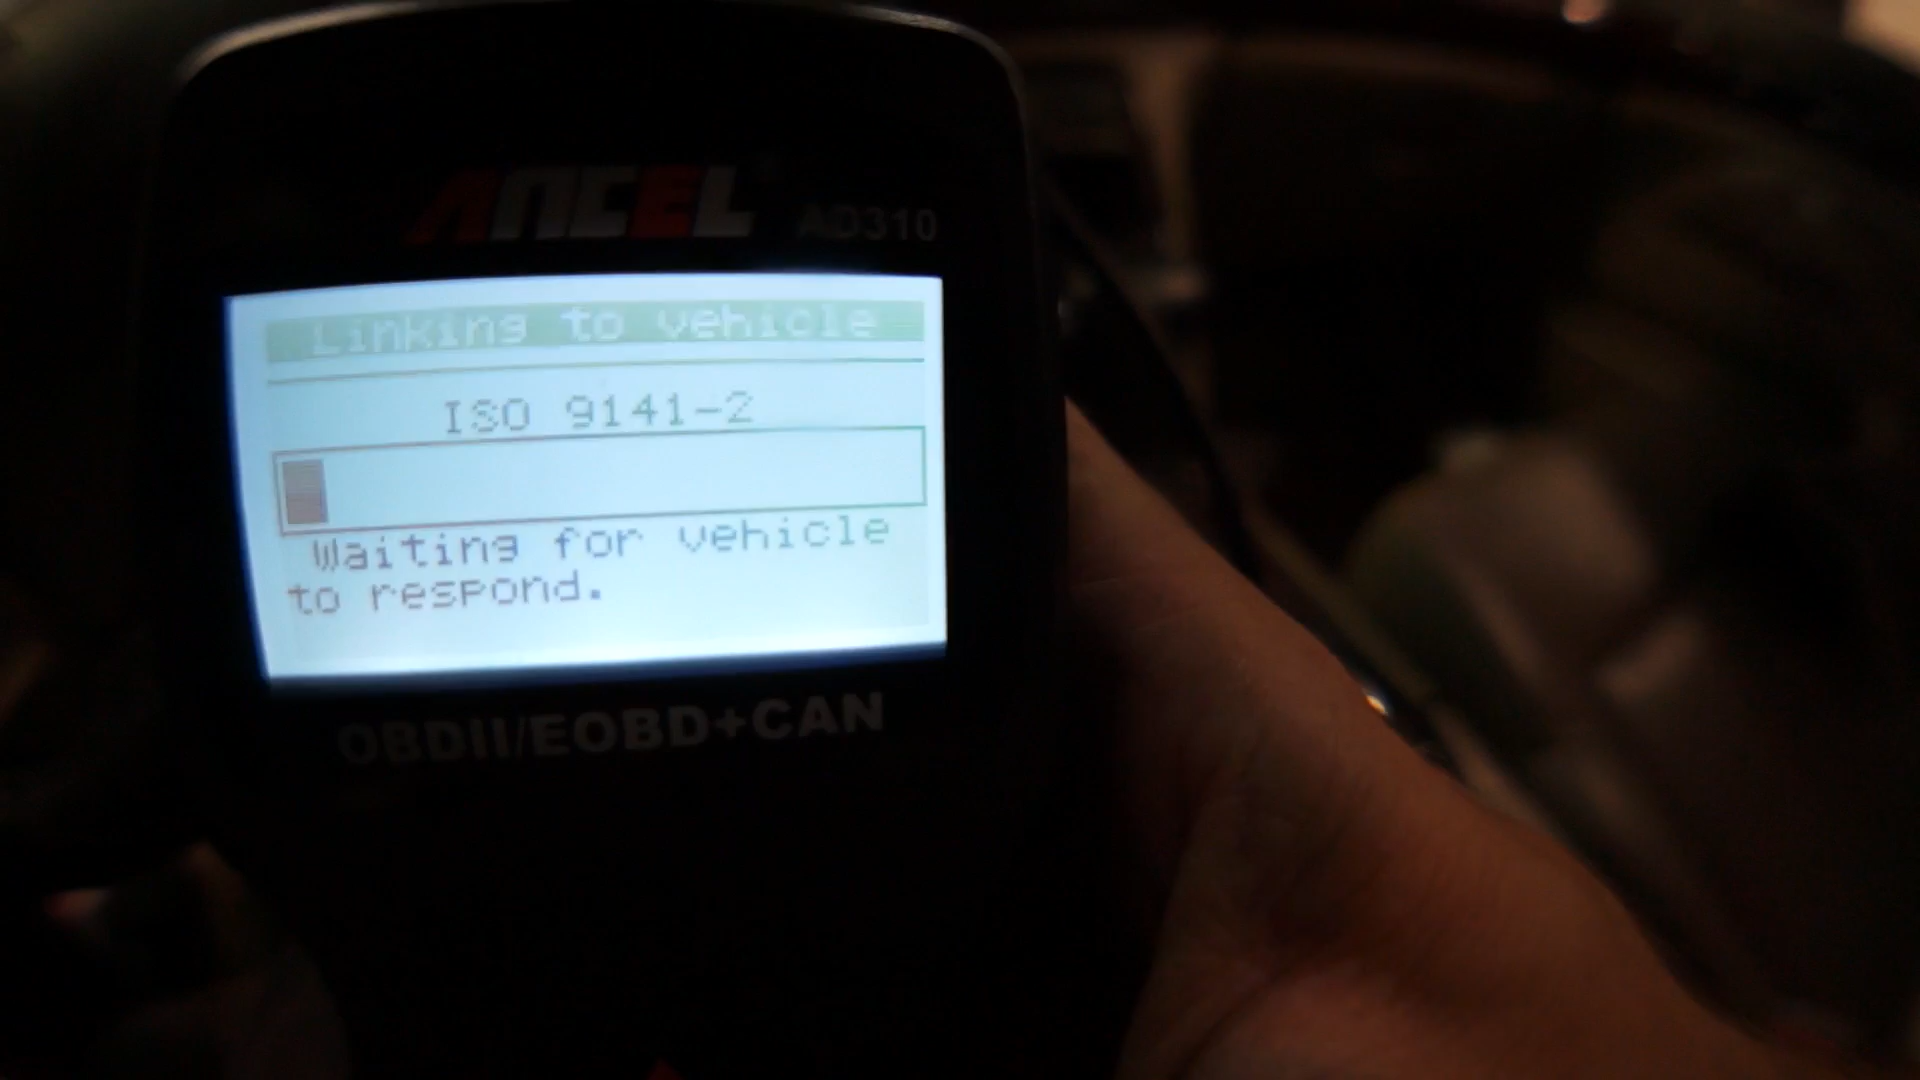 ANCEL AD310
Linking to vehicle
ISO 9141-2
Waiting for vehicle
to respond.
OBDII/EOBD+CAN